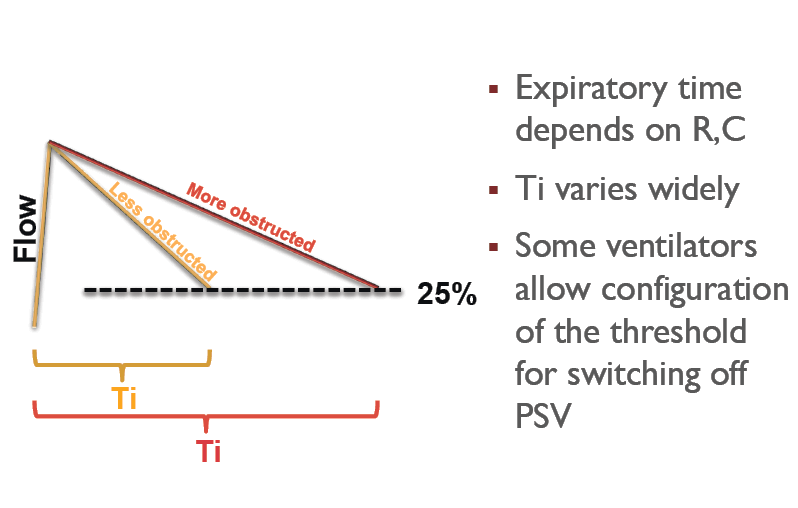 Flow
Less obstructed
More obstructed
25%
Ti
Ti
Expiratory time
depends on R,C
Ti varies widely
Some ventilators
allow configuration
of the threshold
for switching off
PSV